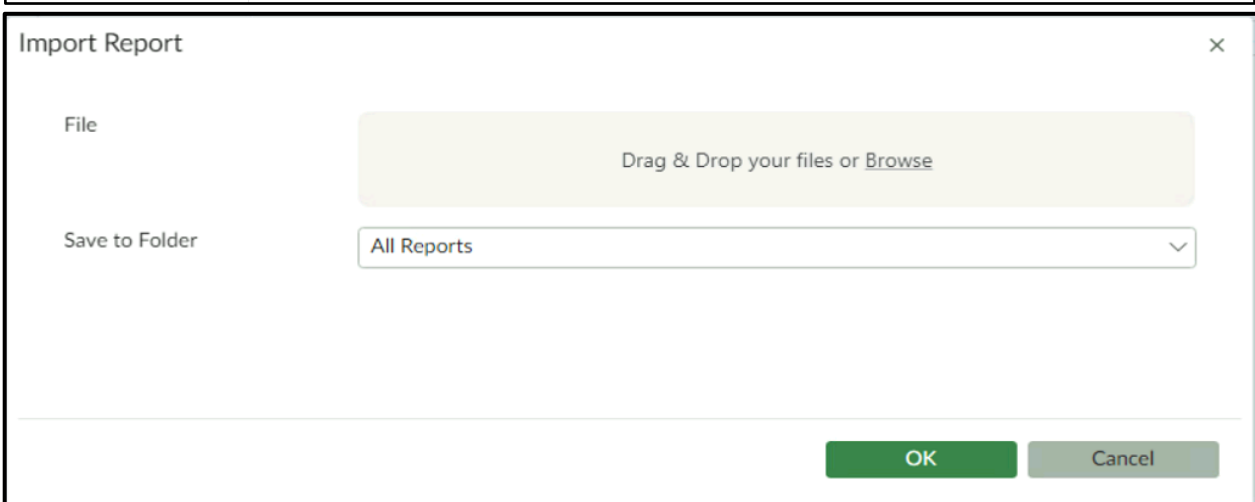 Import Report
File
Drag & Drop your files or Browse
Save to Folder
All Reports
OK
Cancel